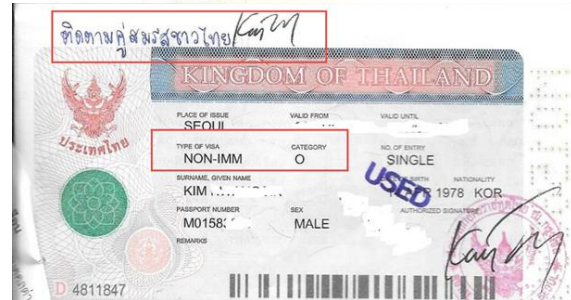 ติดตามคู่สมรสชาวไทย
KINGDOM OF THAILAND
PLACE OF ISSUE VALID FROM VALID UNTIL
SEOUL
ประเทศไทย
TYPE OF VISA CATEGORY NO. OF ENTRY
NON-IMM O SINGLE
SURNAME, GIVEN NAME BIRTH NATIONALITY
KIM 1978 KOR
USED
PASSPORT NUMBER SEX AUTHORIZED SIGNATURE
M0158 MALE
REMARKS
D 4811847